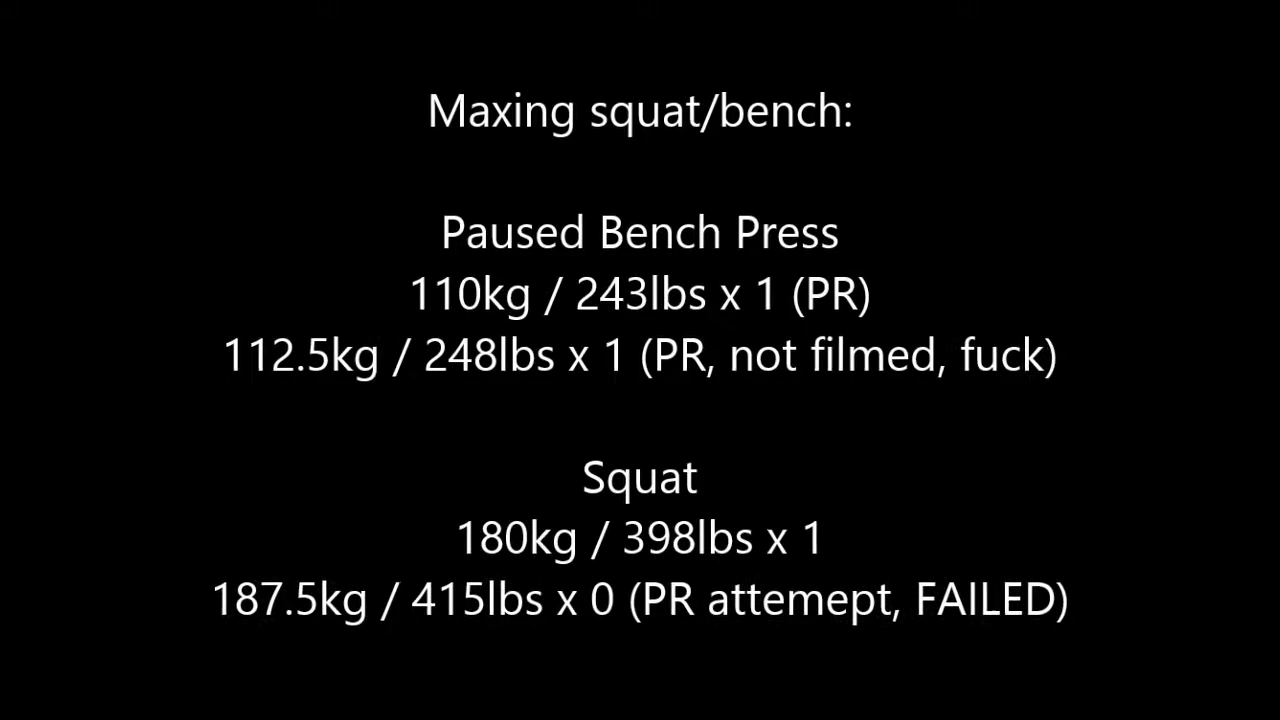 Maxing squat/bench:
Paused Bench Press
110kg / 243lbs x 1 (PR)
112.5kg / 248lbs x 1 (PR, not filmed, fuck)
Squat
180kg / 398lbs x 1
187.5kg / 415lbs x 0 (PR attemept, FAILED)